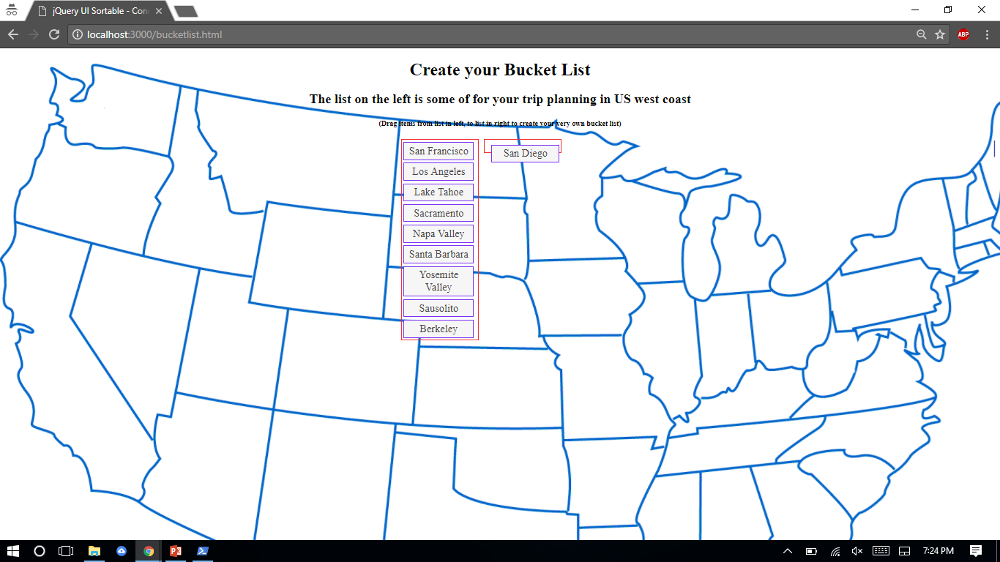 jQuery UI Sortable - Con
localhost:3000/bucketlist.html
ABP
Create your Bucket List
The list on the left is some of for your trip planning in US west coast
(Drag items from list in left, to list in right to create your very own bucket list)
San Francisco
San Diego
Los Angeles
Lake Tahoe
Sacramento
Napa Valley
Santa Barbara
Yosemite
Valley
Sausolito
Berkeley
7:24 PM